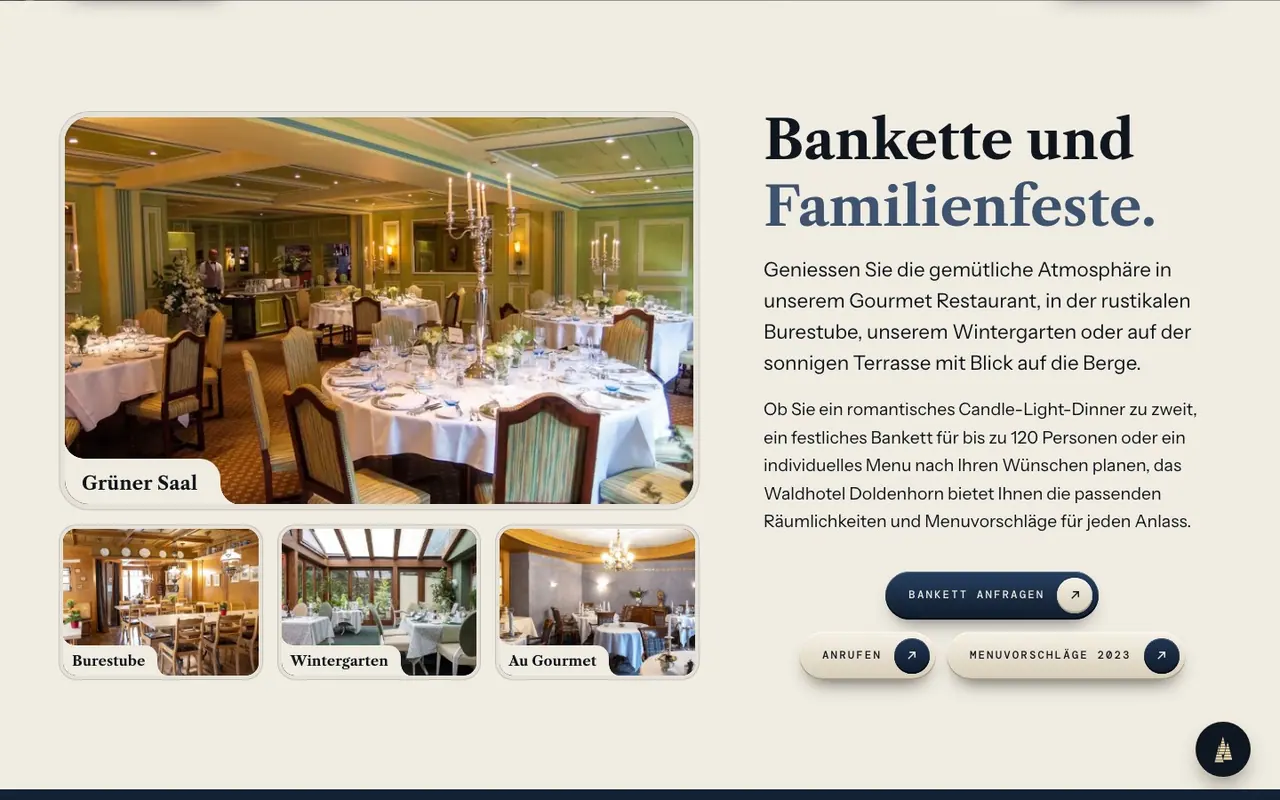 Grüner Saal
Burestube
Wintergarten
Au Gourmet
Bankette und
Familienfeste.
Geniessen Sie die gemütliche Atmosphäre in
unserem Gourmet Restaurant, in der rustikalen
Burestube, unserem Wintergarten oder auf der
sonnigen Terrasse mit Blick auf die Berge.
Ob Sie ein romantisches Candle-Light-Dinner zu zweit,
ein festliches Bankett für bis zu 120 Personen oder ein
individuelles Menu nach Ihren Wünschen planen, das
Waldhotel Doldenhorn bietet Ihnen die passenden
Räumlichkeiten und Menuvorschläge für jeden Anlass.
BANKETT ANFRAGEN
ANRUFEN
MENUVORSCHLÄGE 2023